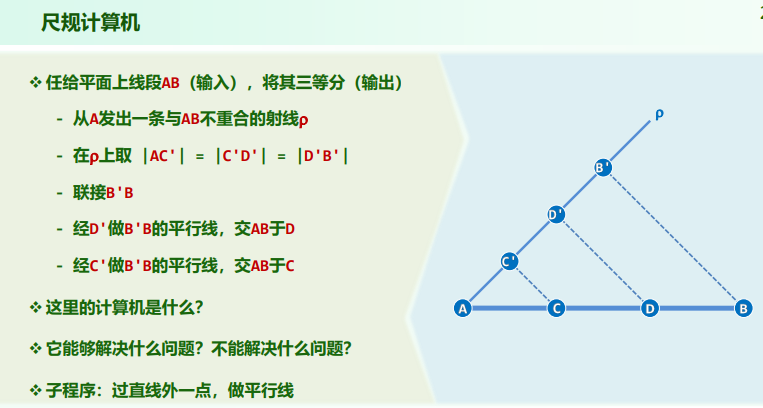 尺规计算机
2
❖ 任给平面上线段AB（输入），将其三等分（输出）
- 从A发出一条与AB不重合的射线ρ
- 在ρ上取 |AC'| = |C'D'| = |D'B'|
- 联接B'B
- 经D'做B'B的平行线，交AB于D
- 经C'做B'B的平行线，交AB于C
❖ 这里的计算机是什么？
❖ 它能够解决什么问题？不能解决什么问题？
❖ 子程序：过直线外一点，做平行线
ρ
B'
D'
C'
A
C
D
B